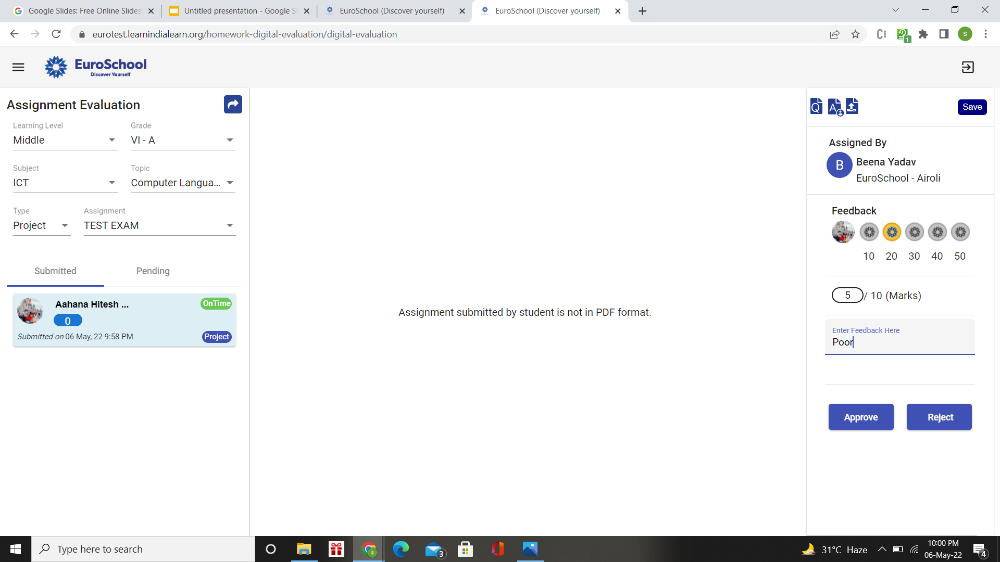 Google Slides: Free Online Slides
Untitled presentation - Google Sl
EuroSchool (Discover yourself)
EuroSchool (Discover yourself)
eurotest.learnindialearn.org/homework-digital-evaluation/digital-evaluation
1
s
EuroSchool
Discover Yourself
Assignment Evaluation
Learning Level
Grade
Middle
VI - A
Subject
Topic
ICT
Computer Langua...
Type
Assignment
Project
TEST EXAM
Submitted
Pending
Aahana Hitesh ...
OnTime
0
Submitted on 06 May, 22 9:58 PM
Project
Assignment submitted by student is not in PDF format.
Q
A
Save
Assigned By
B
Beena Yadav
EuroSchool - Airoli
Feedback
10 20 30 40 50
5 / 10 (Marks)
Enter Feedback Here
Poor
Approve
Reject
Type here to search
3
31°C Haze
10:00 PM
06-May-22
4